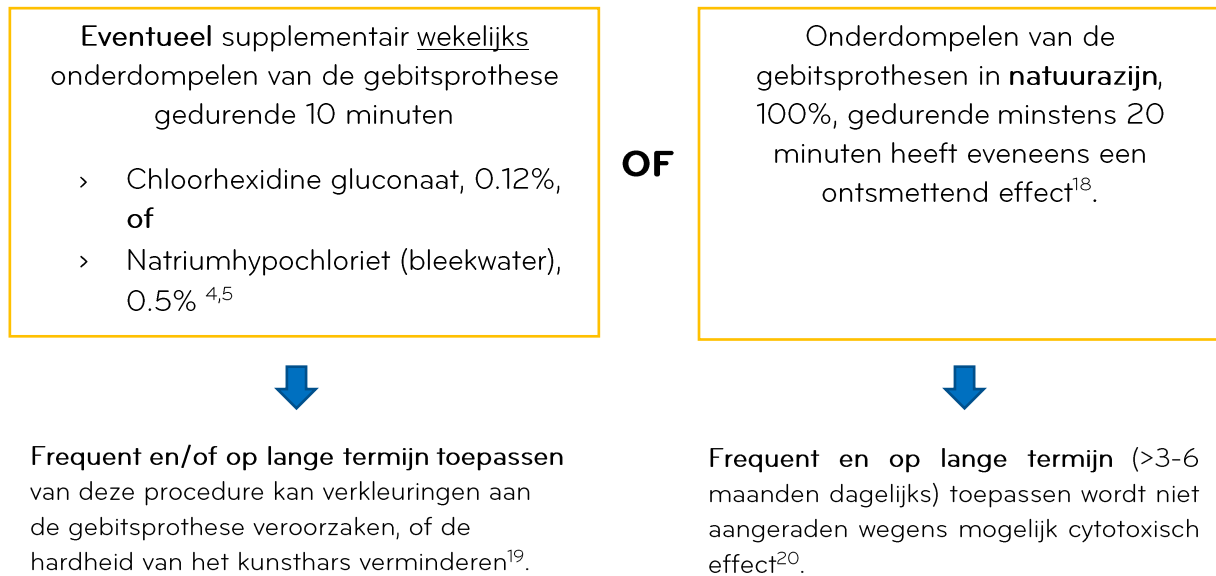 Eventueel supplementair wekelijks
onderdompelen van de gebitsprothese
gedurende 10 minuten
› Chloorhexidine gluconaat, 0.12%,
of
› Natriumhypochloriet (bleekwater),
0.5% 4,5
OF
Onderdompelen van de
gebitsprothesen in natuurazijn,
100%, gedurende minstens 20
minuten heeft eveneens een
ontsmettend effect18.
Frequent en/of op lange termijn toepassen
van deze procedure kan verkleuringen aan
de gebitsprothese veroorzaken, of de
hardheid van het kunsthars verminderen19.
Frequent en op lange termijn (>3-6
maanden dagelijks) toepassen wordt niet
aangeraden wegens mogelijk cytotoxisch
effect20.